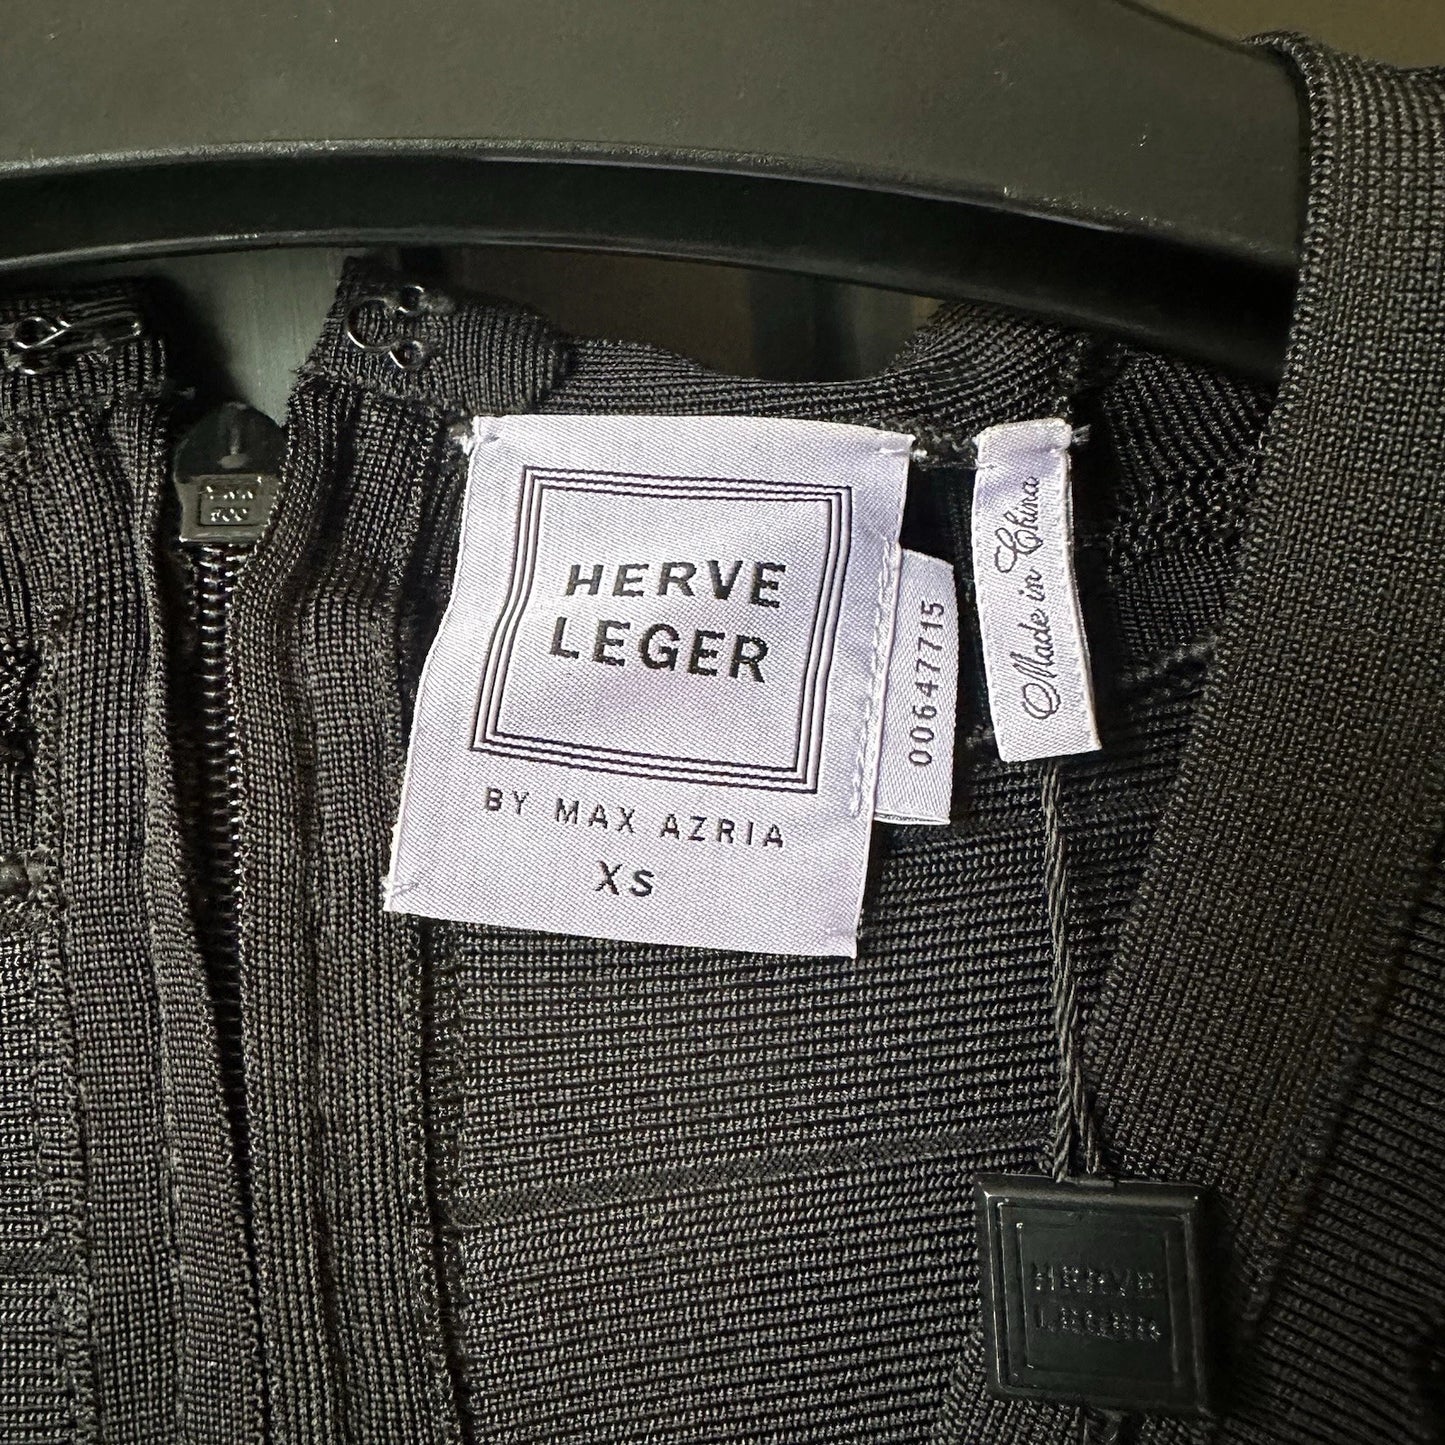 HERVE
LEGER
BY MAX AZRIA
XS
00647715
Made in China
HERVE
LEGER